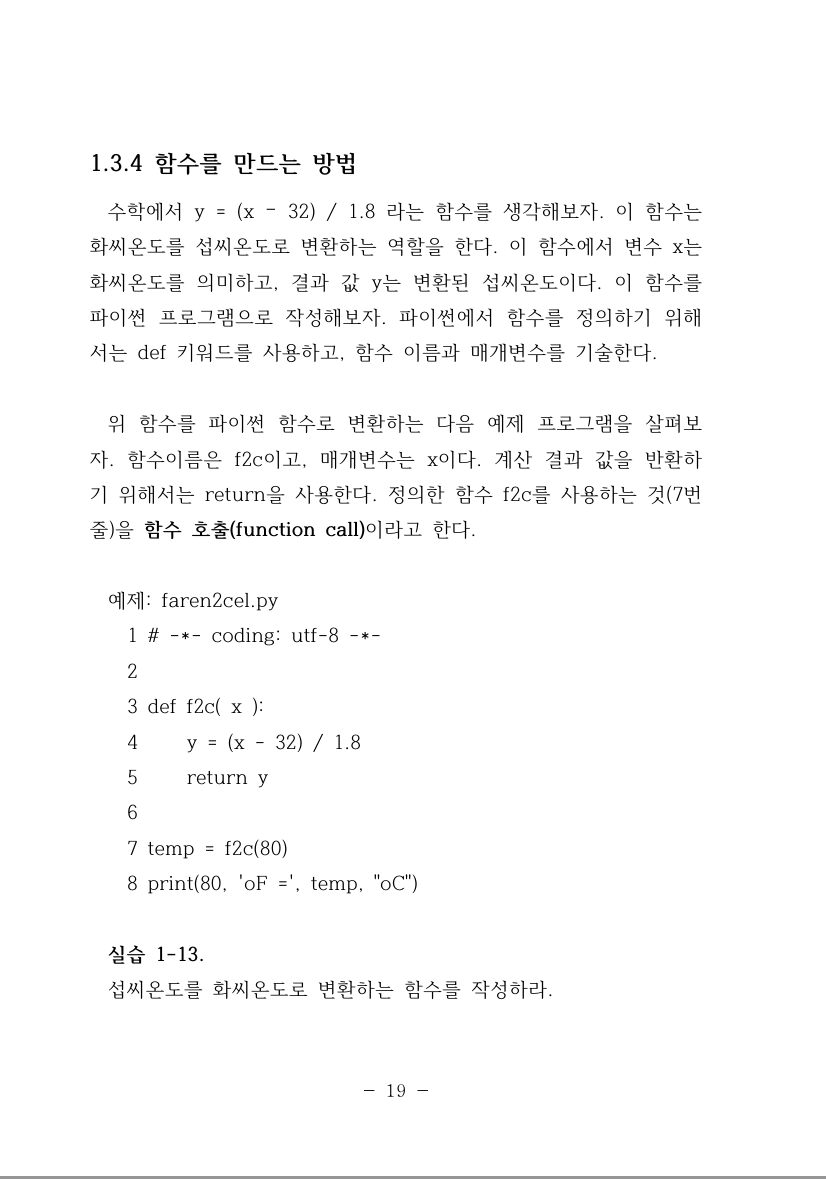 1.3.4 함수를 만드는 방법
수학에서 y = (x - 32) / 1.8 라는 함수를 생각해보자. 이 함수는
화씨온도를 섭씨온도로 변환하는 역할을 한다. 이 함수에서 변수 x는
화씨온도를 의미하고, 결과 값 y는 변환된 섭씨온도이다. 이 함수를
파이썬 프로그램으로 작성해보자. 파이썬에서 함수를 정의하기 위해
서는 def 키워드를 사용하고, 함수 이름과 매개변수를 기술한다.
위 함수를 파이썬 함수로 변환하는 다음 예제 프로그램을 살펴보
자. 함수이름은 f2c이고, 매개변수는 x이다. 계산 결과 값을 반환하
기 위해서는 return을 사용한다. 정의한 함수 f2c를 사용하는 것(7번
줄)을 함수 호출(function call)이라고 한다.
예제: faren2cel.py
1 # -*- coding: utf-8 -*-
2
3 def f2c( x ):
4     y = (x - 32) / 1.8
5     return y
6
7 temp = f2c(80)
8 print(80, 'oF =', temp, "oC")
실습 1-13.
섭씨온도를 화씨온도로 변환하는 함수를 작성하라.
- 19 -